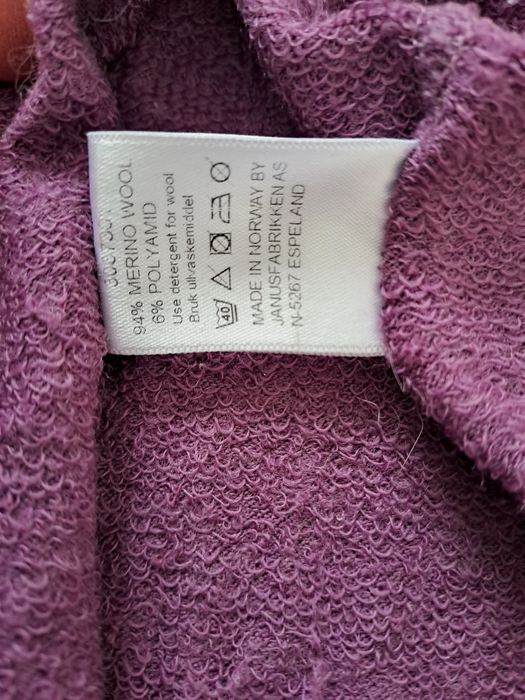 94% MERINO WOOL
6% POLYAMID
Use detergent for wool
Bruk ullvaskemiddel
40
MADE IN NORWAY BY
JANUSFABRIKKEN AS
N-5267 ESPELAND